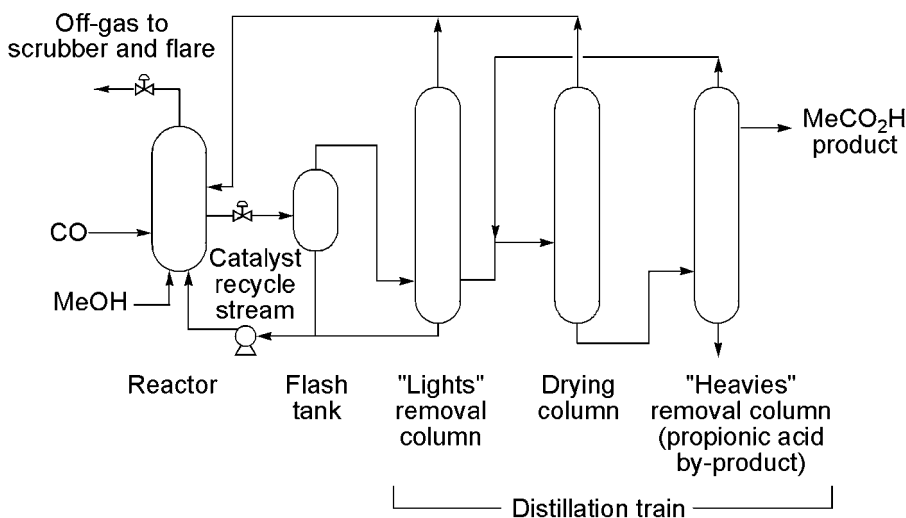 Off-gas to
scrubber and flare
MeCO₂H
product
CO
Catalyst
recycle
stream
MeOH
Reactor
Flash
tank
"Lights"
removal
column
Drying
column
"Heavies"
removal column
(propionic acid
by-product)
Distillation train